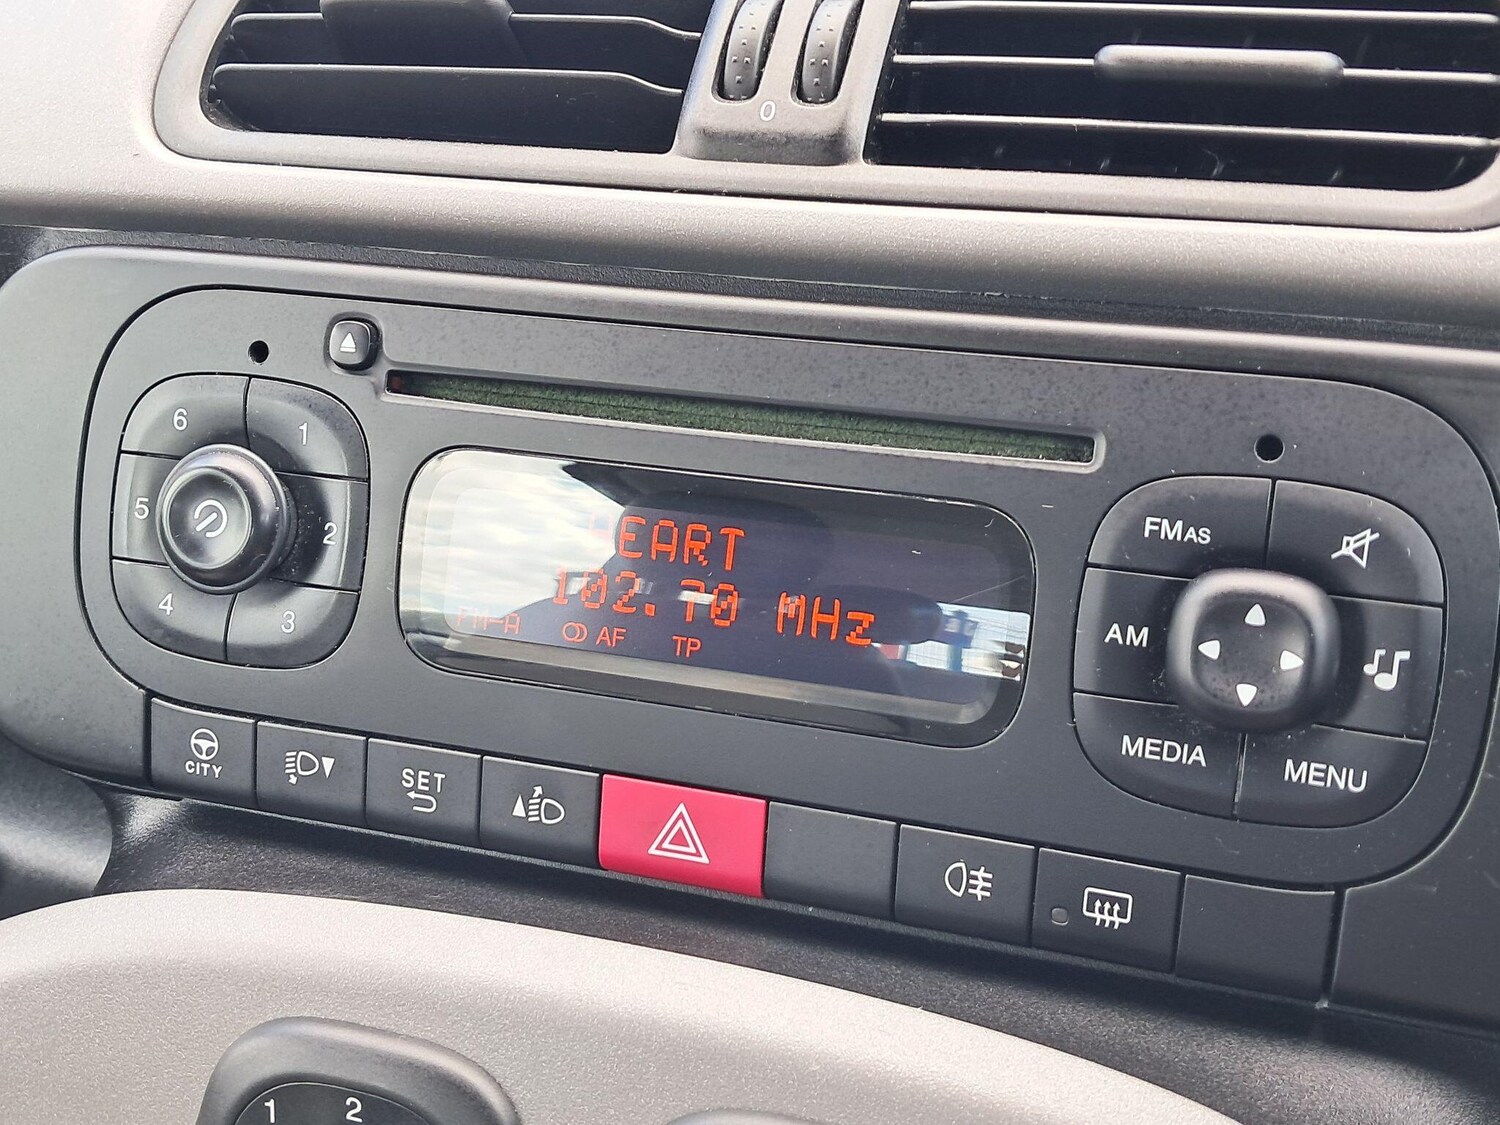 0
6
1
5
2
4
3
HEART
102.70 MHz
FM-A AF TP
FMAS
AM
MEDIA
MENU
CITY
SET
1 2